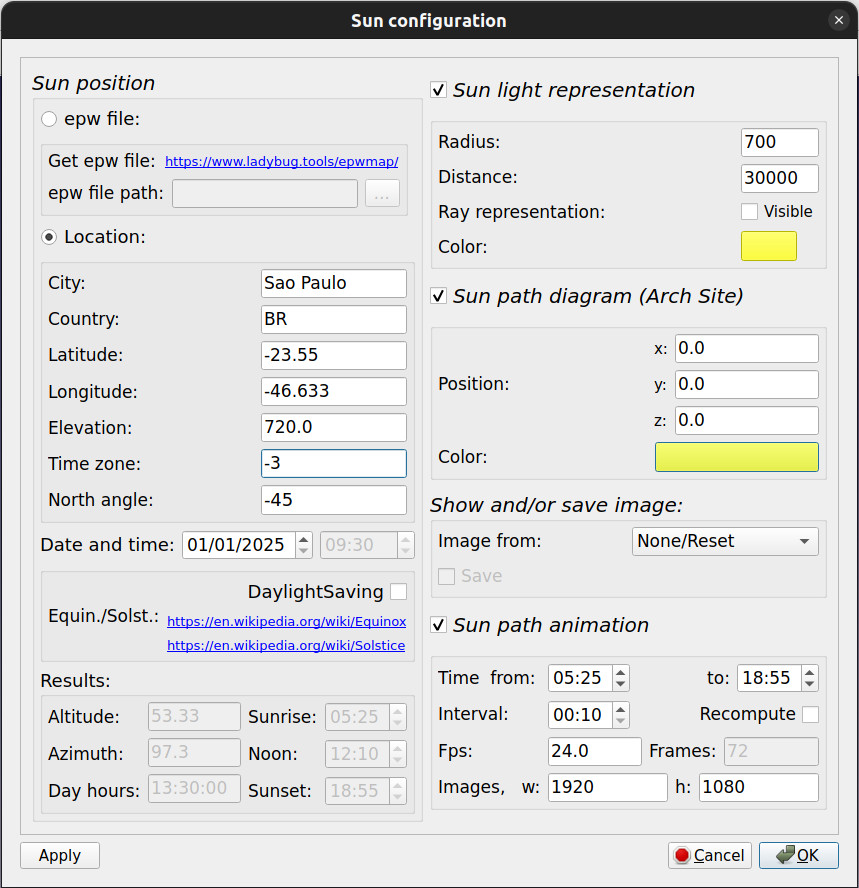 Sun configuration
Sun position
epw file:
Get epw file: https://www.ladybug.tools/epwmap/
epw file path:
...
Location:
City: Sao Paulo
Country: BR
Latitude: -23.55
Longitude: -46.633
Elevation: 720.0
Time zone: -3
North angle: -45
Date and time: 01/01/2025 09:30
DaylightSaving
Equin./Solst.: https://en.wikipedia.org/wiki/Equinox
https://en.wikipedia.org/wiki/Solstice
Results:
Altitude: 53.33 Sunrise: 05:25
Azimuth: 97.3 Noon: 12:10
Day hours: 13:30:00 Sunset: 18:55
Sun light representation
Radius: 700
Distance: 30000
Ray representation: Visible
Color:
Sun path diagram (Arch Site)
x: 0.0
Position: y: 0.0
z: 0.0
Color:
Show and/or save image:
Image from: None/Reset
Save
Sun path animation
Time from: 05:25 to: 18:55
Interval: 00:10 Recompute
Fps: 24.0 Frames: 72
Images, w: 1920 h: 1080
Apply Cancel OK